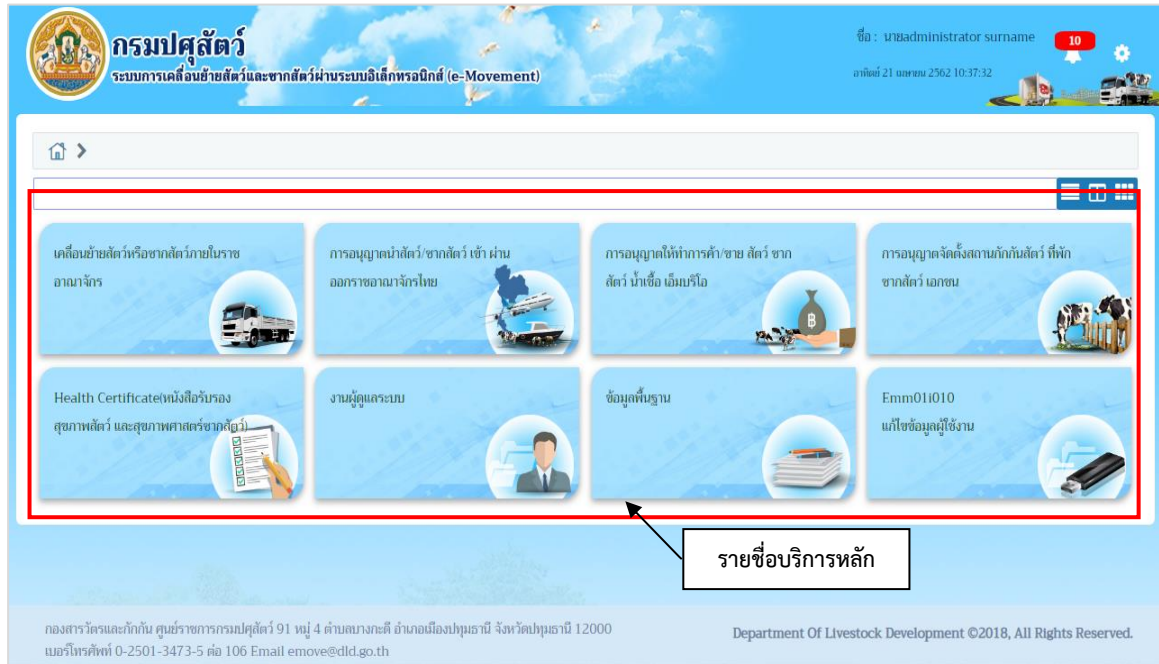 กรมปศุสัตว์
ระบบการเคลื่อนย้ายสัตว์และซากสัตว์ผ่านระบบอิเล็กทรอนิกส์ (e-Movement)
ชื่อ : นายadministrator surname
10
อาทิตย์ 21 เมษายน 2562 10:37:32
เคลื่อนย้ายสัตว์หรือซากสัตว์ภายในราช
อาณาจักร
การอนุญาตนำสัตว์/ซากสัตว์ เข้า ผ่าน
ออกราชอาณาจักรไทย
การอนุญาตให้ทำการค้า/ขาย สัตว์ ซาก
สัตว์ น้ำเชื้อ เอ็มบริโอ
การอนุญาตจัดตั้งสถานกักกันสัตว์ ที่พัก
ซากสัตว์ เอกชน
Health Certificate(หนังสือรับรอง
สุขภาพสัตว์ และสุขภาพศาสตร์ซากสัตว์)
งานผู้ดูแลระบบ
ข้อมูลพื้นฐาน
Emm01i010
แก้ไขข้อมูลผู้ใช้งาน
รายชื่อบริการหลัก
กองสารวัตรและกักกัน ศูนย์ราชการกรมปศุสัตว์ 91 หมู่ 4 ตำบลบางกะดี อำเภอเมืองปทุมธานี จังหวัดปทุมธานี 12000
เบอร์โทรศัพท์ 0-2501-3473-5 ต่อ 106 Email emove@dld.go.th
Department Of Livestock Development ©2018, All Rights Reserved.